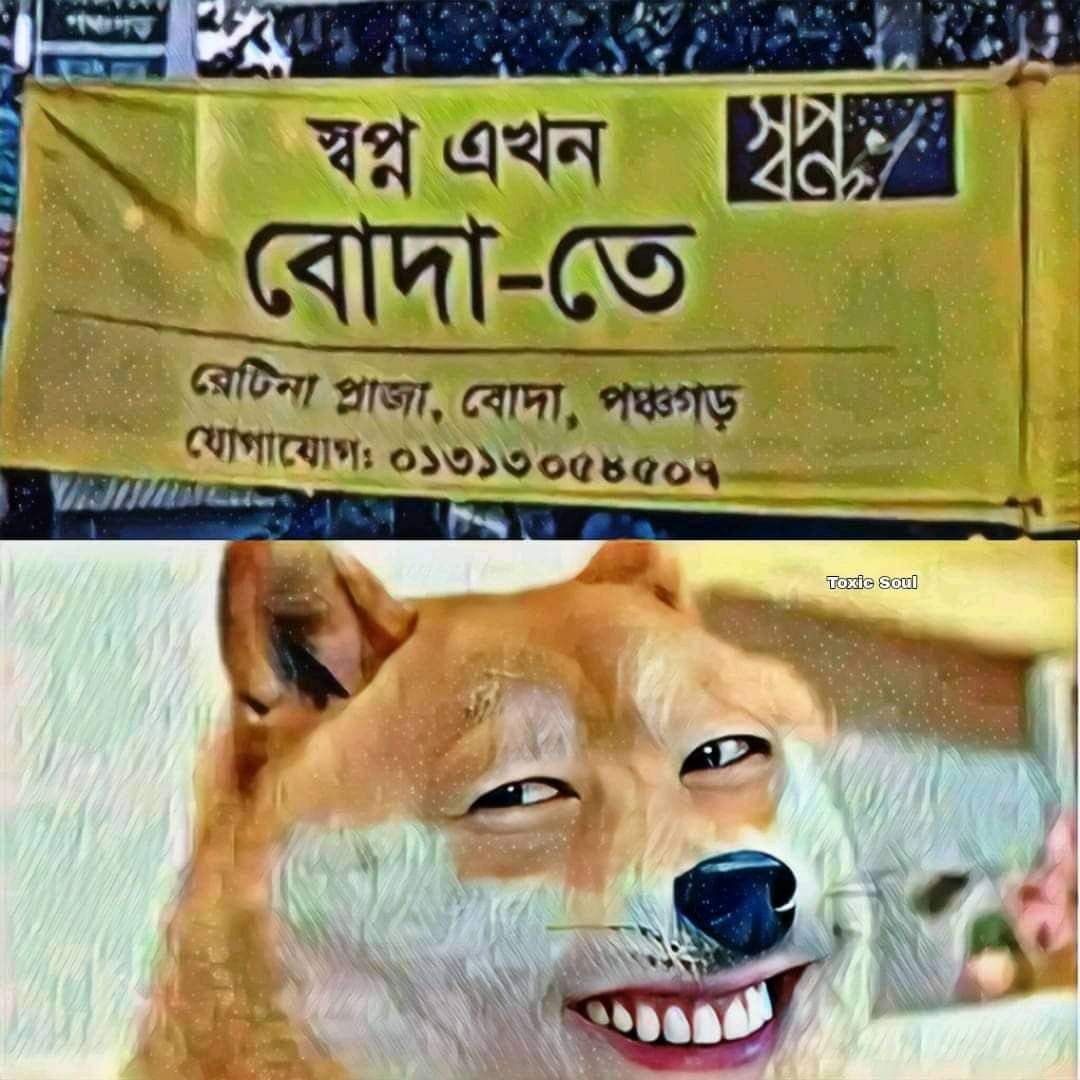 স্বপ্ন এখন
স্বপ্ন
বোদা-তে
রেটিনা প্লাজা, বোদা, পঞ্চগড়
যোগাযোগঃ ০১৩১৩০৫৪৫০৭
Toxic Soul